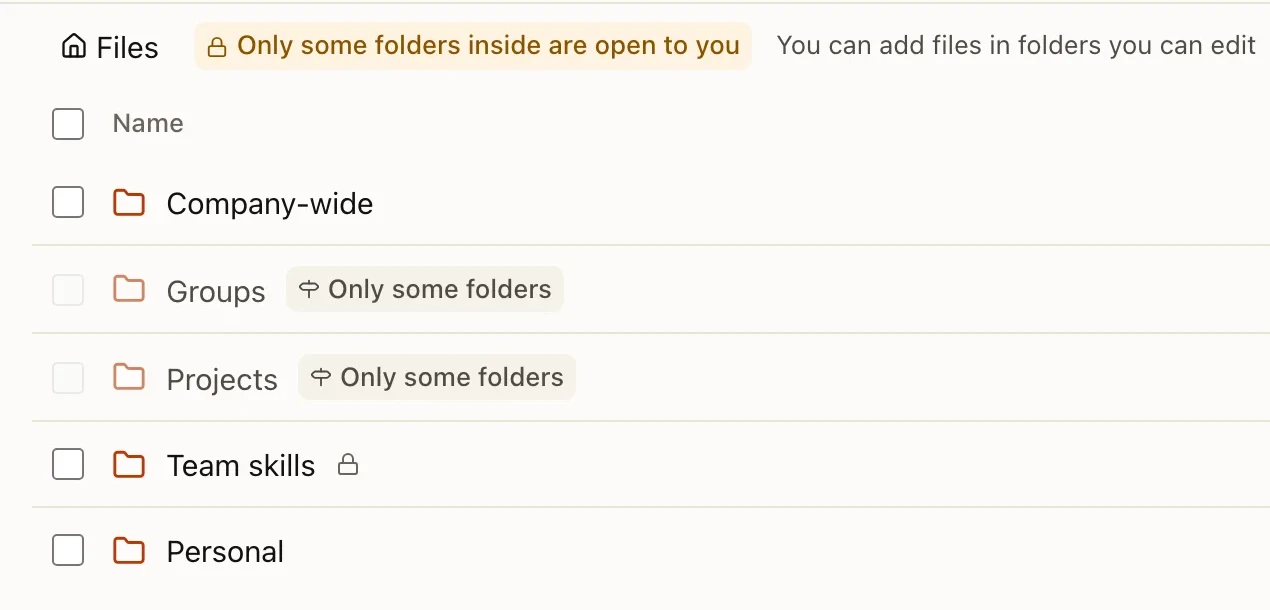 Files Only some folders inside are open to you You can add files in folders you can edit
Name
Company-wide
Groups Only some folders
Projects Only some folders
Team skills
Personal